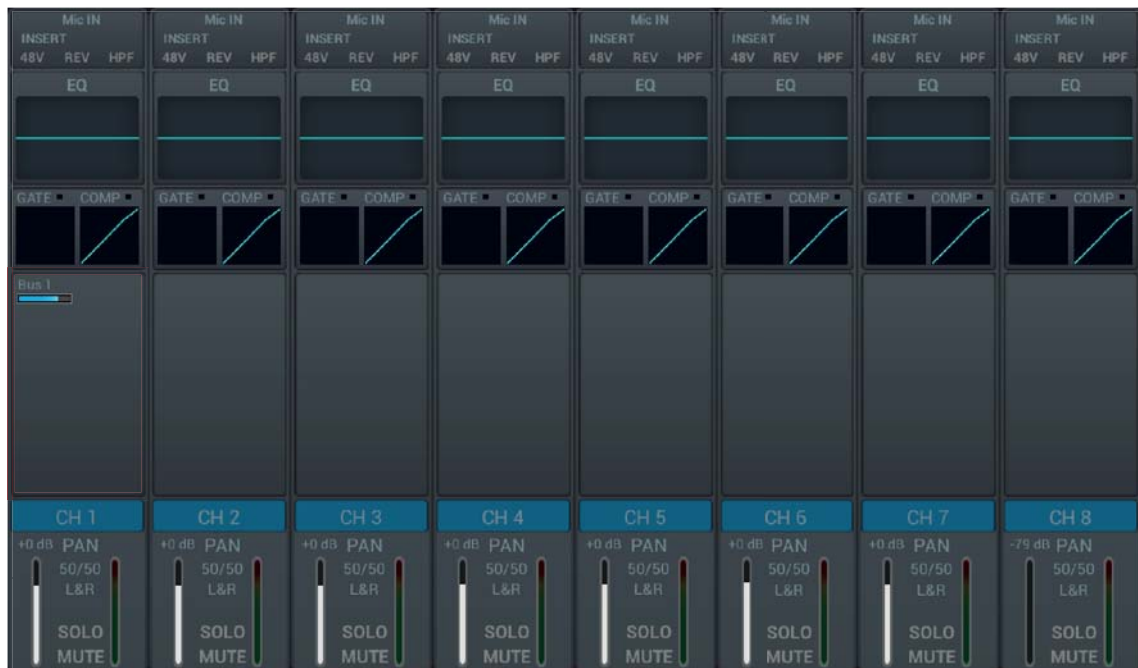 Mic IN Mic IN Mic IN Mic IN Mic IN Mic IN Mic IN Mic IN
INSERT INSERT INSERT INSERT INSERT INSERT INSERT INSERT
48V REV HPF 48V REV HPF 48V REV HPF 48V REV HPF 48V REV HPF 48V REV HPF 48V REV HPF 48V REV HPF
EQ EQ EQ EQ EQ EQ EQ EQ
GATE COMP GATE COMP GATE COMP GATE COMP GATE COMP GATE COMP GATE COMP GATE COMP
Bus 1
CH 1 CH 2 CH 3 CH 4 CH 5 CH 6 CH 7 CH 8
+0 dB PAN +0 dB PAN +0 dB PAN +0 dB PAN +0 dB PAN +0 dB PAN +0 dB PAN -79 dB PAN
50/50 50/50 50/50 50/50 50/50 50/50 50/50 50/50
L&R L&R L&R L&R L&R L&R L&R L&R
SOLO SOLO SOLO SOLO SOLO SOLO SOLO SOLO
MUTE MUTE MUTE MUTE MUTE MUTE MUTE MUTE